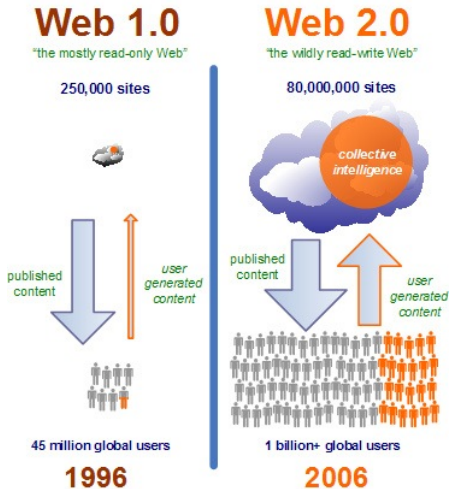 Web 1.0
“the mostly read-only Web”
250,000 sites
published
content
user
generated
content
45 million global users
1996
Web 2.0
“the wildly read-write Web”
80,000,000 sites
collective
intelligence
published
content
user
generated
content
1 billion+ global users
2006